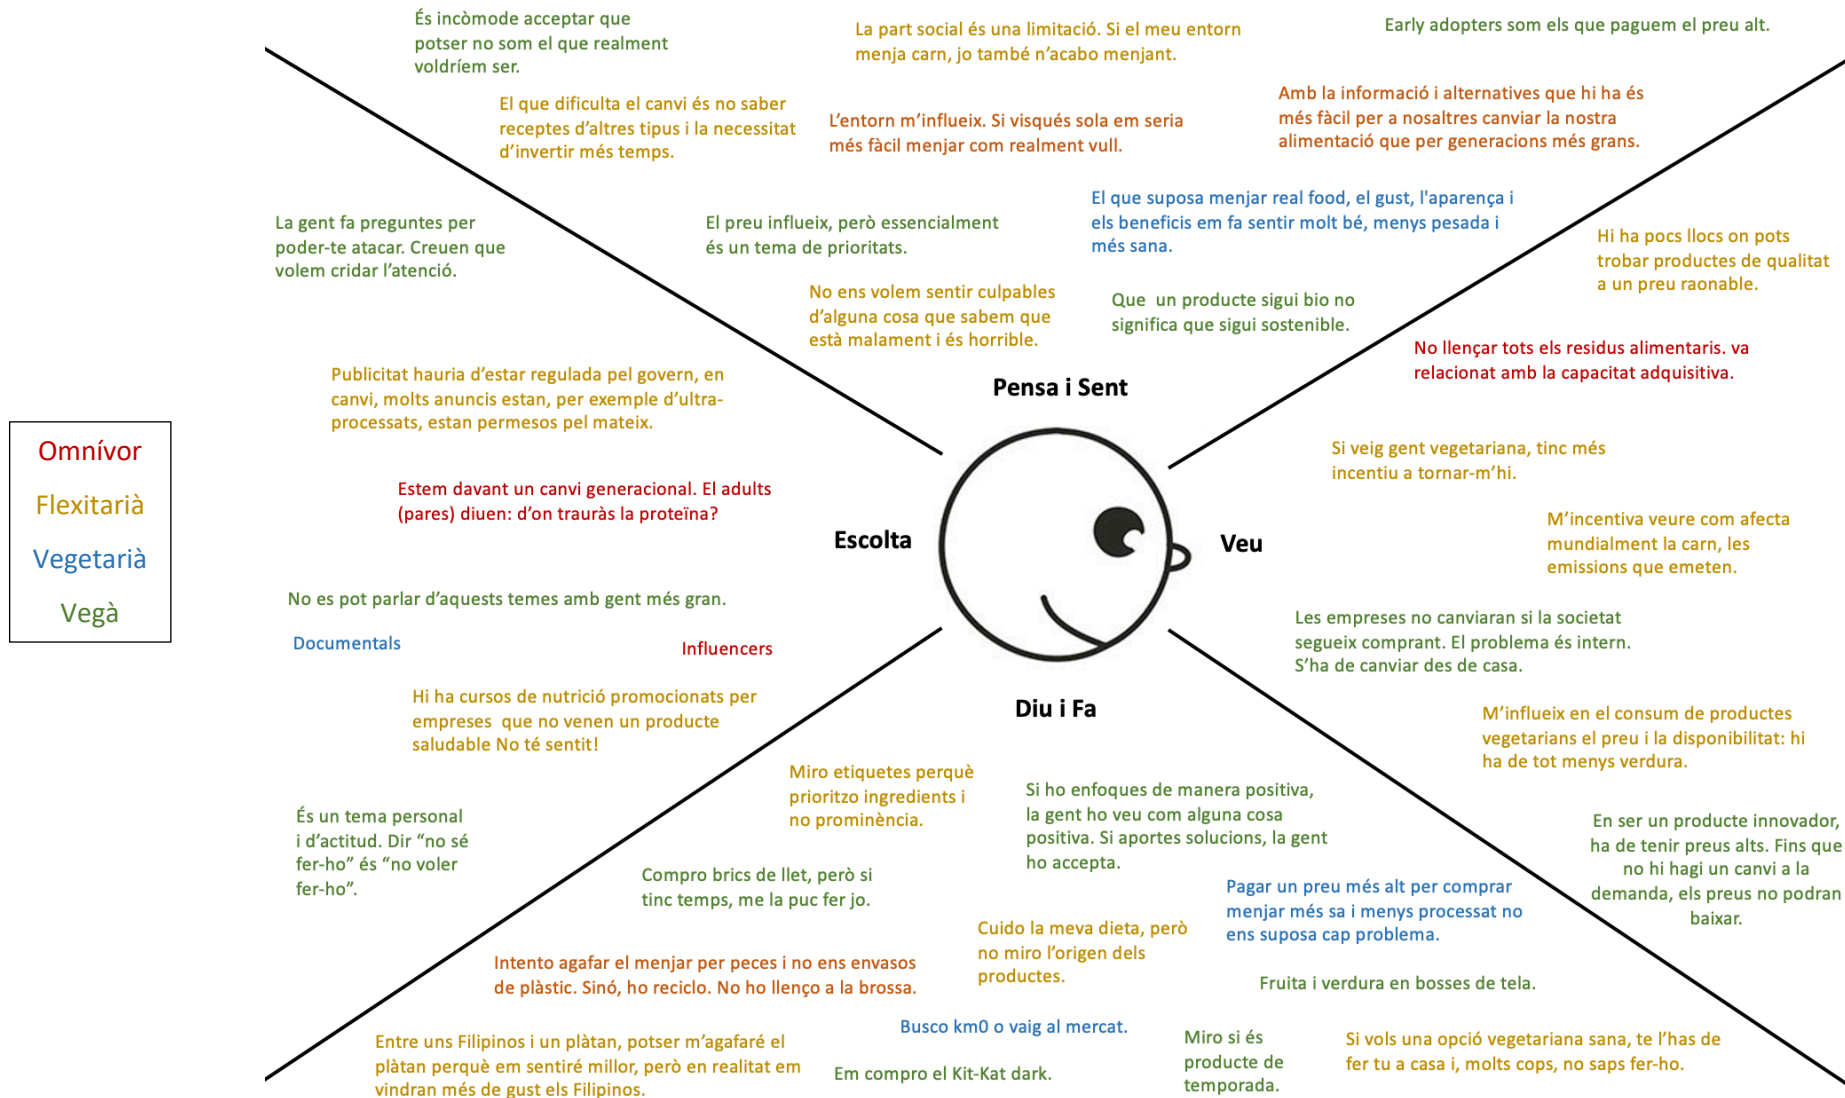 És incòmode acceptar que
potser no som el que realment
voldríem ser.
La part social és una limitació. Si el meu entorn
menja carn, jo també n’acabo menjant.
Early adopters som els que paguem el preu alt.
El que dificulta el canvi és no saber
receptes d’altres tipus i la necessitat
d’invertir més temps.
L’entorn m’influeix. Si visqués sola em seria
més fàcil menjar com realment vull.
Amb la informació i alternatives que hi ha és
més fàcil per a nosaltres canviar la nostra
alimentació que per generacions més grans.
El preu influeix, però essencialment
és un tema de prioritats.
El que suposa menjar real food, el gust, l'aparença i
els beneficis em fa sentir molt bé, menys pesada i
més sana.
No ens volem sentir culpables
d’alguna cosa que sabem que
està malament i és horrible.
Que  un producte sigui bio no
significa que sigui sostenible.
Pensa i Sent
La gent fa preguntes per
poder-te atacar. Creuen que
volem cridar l’atenció.
Publicitat hauria d’estar regulada pel govern, en
canvi, molts anuncis estan, per exemple d’ultra-
processats, estan permesos pel mateix.
Estem davant un canvi generacional. El adults
(pares) diuen: d’on trauràs la proteïna?
Escolta
No es pot parlar d’aquests temes amb gent més gran.
Documentals
Influencers
Hi ha cursos de nutrició promocionats per
empreses  que no venen un producte
saludable No té sentit!
És un tema personal
i d’actitud. Dir “no sé
fer-ho” és “no voler
fer-ho”.
Omnívor
Flexitarià
Vegetarià
Vegà
Hi ha pocs llocs on pots
trobar productes de qualitat
a un preu raonable.
No llençar tots els residus alimentaris. va
relacionat amb la capacitat adquisitiva.
Si veig gent vegetariana, tinc més
incentiu a tornar-m’hi.
Veu
M’incentiva veure com afecta
mundialment la carn, les
emissions que emeten.
Les empreses no canviaran si la societat
segueix comprant. El problema és intern.
S’ha de canviar des de casa.
M’influeix en el consum de productes
vegetarians el preu i la disponibilitat: hi
ha de tot menys verdura.
En ser un producte innovador,
ha de tenir preus alts. Fins que
no hi hagi un canvi a la
demanda, els preus no podran
baixar.
Diu i Fa
Miro etiquetes perquè
prioritzo ingredients i
no prominència.
Si ho enfoques de manera positiva,
la gent ho veu com alguna cosa
positiva. Si aportes solucions, la gent
ho accepta.
Compro brics de llet, però si
tinc temps, me la puc fer jo.
Pagar un preu més alt per comprar
menjar més sa i menys processat no
ens suposa cap problema.
Cuido la meva dieta, però
no miro l’origen dels
productes.
Intento agafar el menjar per peces i no ens envasos
de plàstic. Sinó, ho reciclo. No ho llenço a la brossa.
Fruita i verdura en bosses de tela.
Busco km0 o vaig al mercat.
Entre uns Filipinos i un plàtan, potser m’agafaré el
plàtan perquè em sentiré millor, però en realitat em
vindran més de gust els Filipinos.
Em compro el Kit-Kat dark.
Miro si és
producte de
temporada.
Si vols una opció vegetariana sana, te l’has de
fer tu a casa i, molts cops, no saps fer-ho.